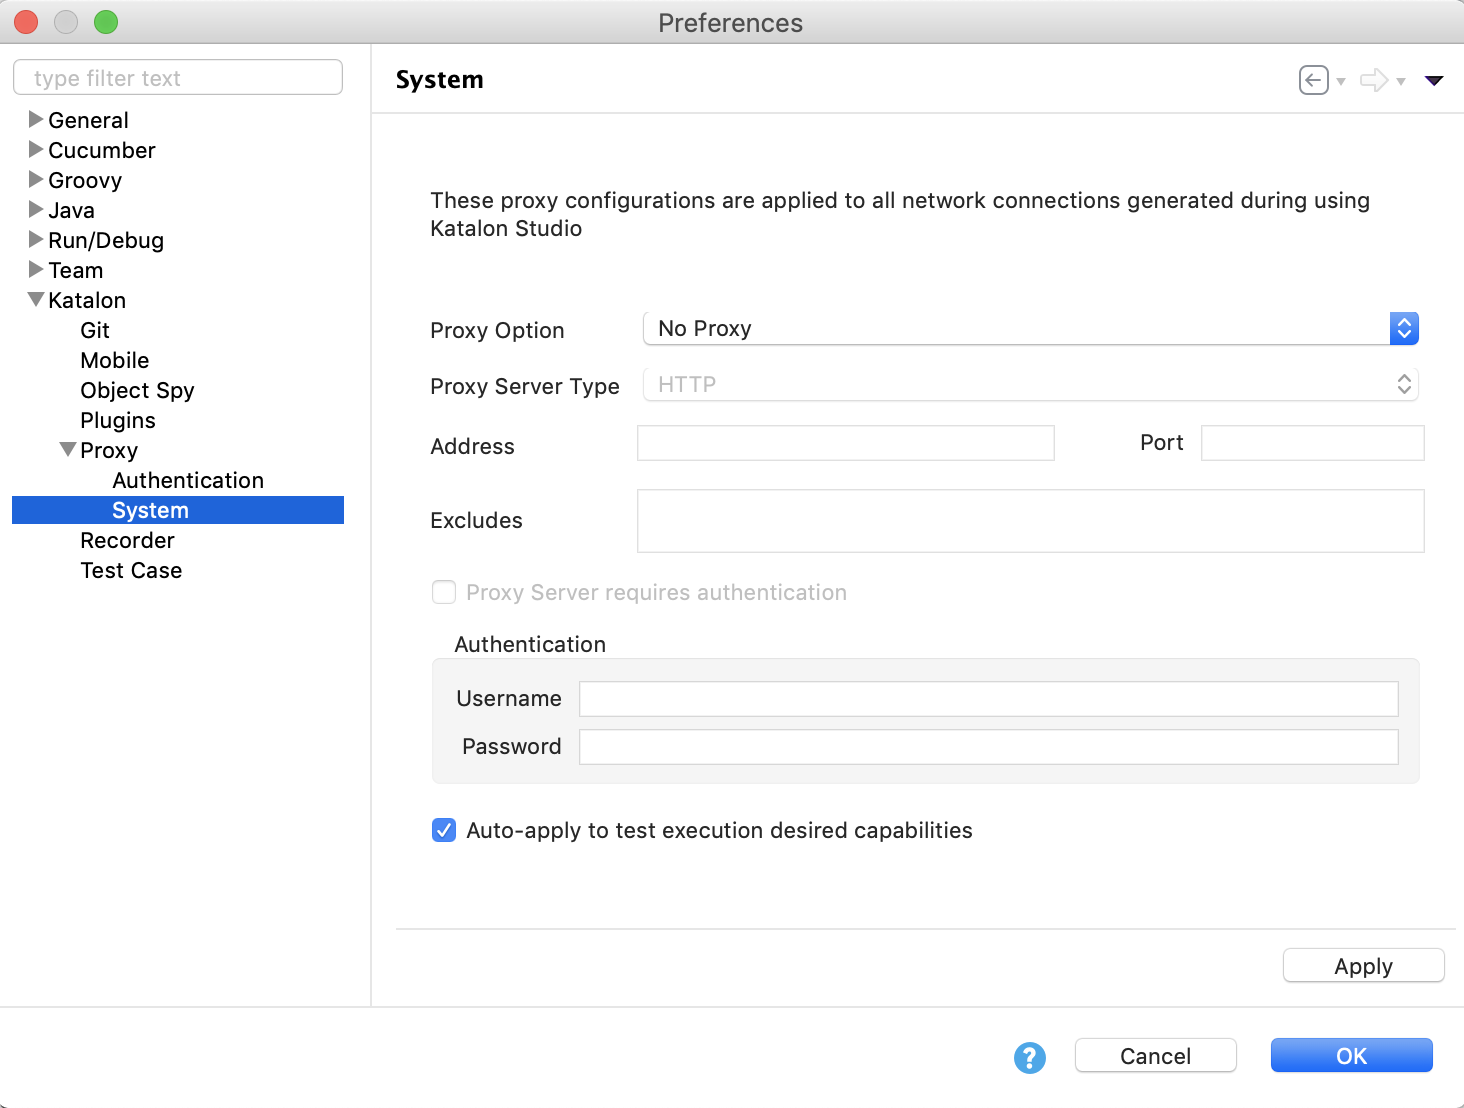 Preferences
type filter text
General
Cucumber
Groovy
Java
Run/Debug
Team
Katalon
Git
Mobile
Object Spy
Plugins
Proxy
Authentication
System
Recorder
Test Case
System
These proxy configurations are applied to all network connections generated during using
Katalon Studio
Proxy Option No Proxy
Proxy Server Type HTTP
Address Port
Excludes
Proxy Server requires authentication
Authentication
Username
Password
Auto-apply to test execution desired capabilities
Apply
? Cancel OK